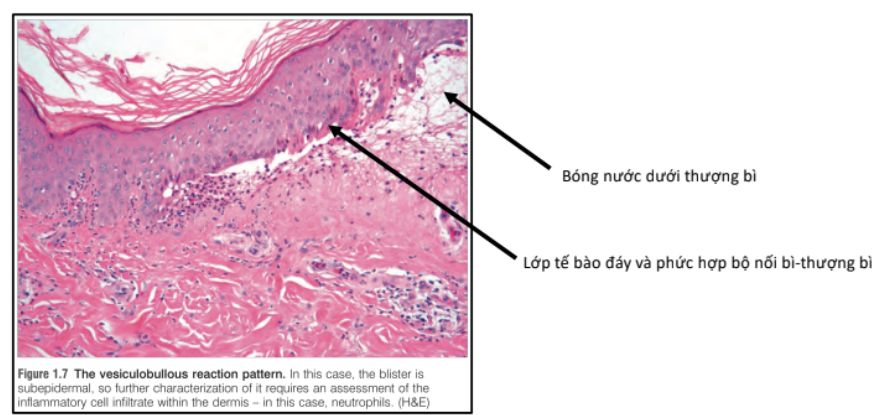 Bóng nước dưới thượng bì
Lớp tế bào đáy và phức hợp bộ nối bì-thượng bì
Figure 1.7 The vesiculobullous reaction pattern. In this case, the blister is
subepidermal, so further characterization of it requires an assessment of the
inflammatory cell infiltrate within the dermis – in this case, neutrophils. (H&E)